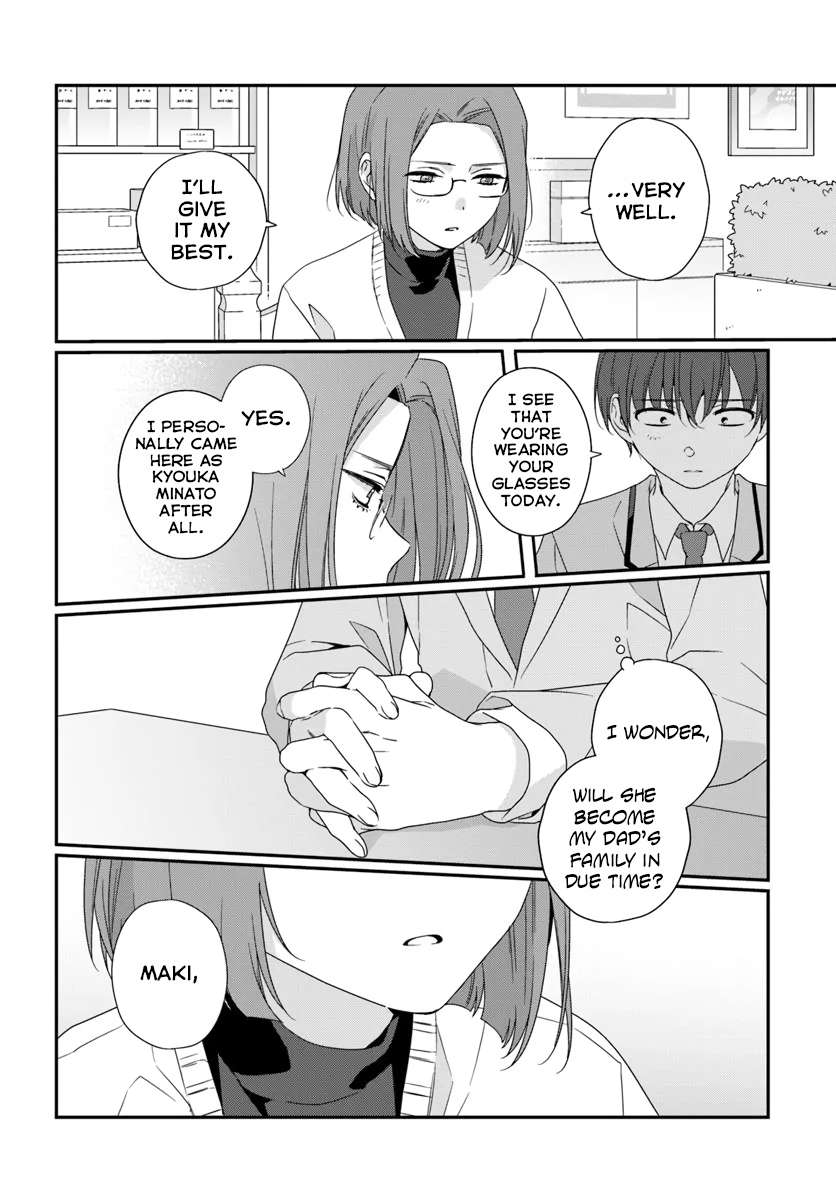 ...VERY
WELL.
I'LL
GIVE
IT MY
BEST.
I SEE
THAT
YOU'RE
WEARING
YOUR
GLASSES
TODAY.
YES.
I PERSO-
NALLY CAME
HERE AS
KYOUKA
MINATO
AFTER
ALL.
I WONDER,
WILL SHE
BECOME
MY DAD'S
FAMILY IN
DUE TIME?
MAKI,